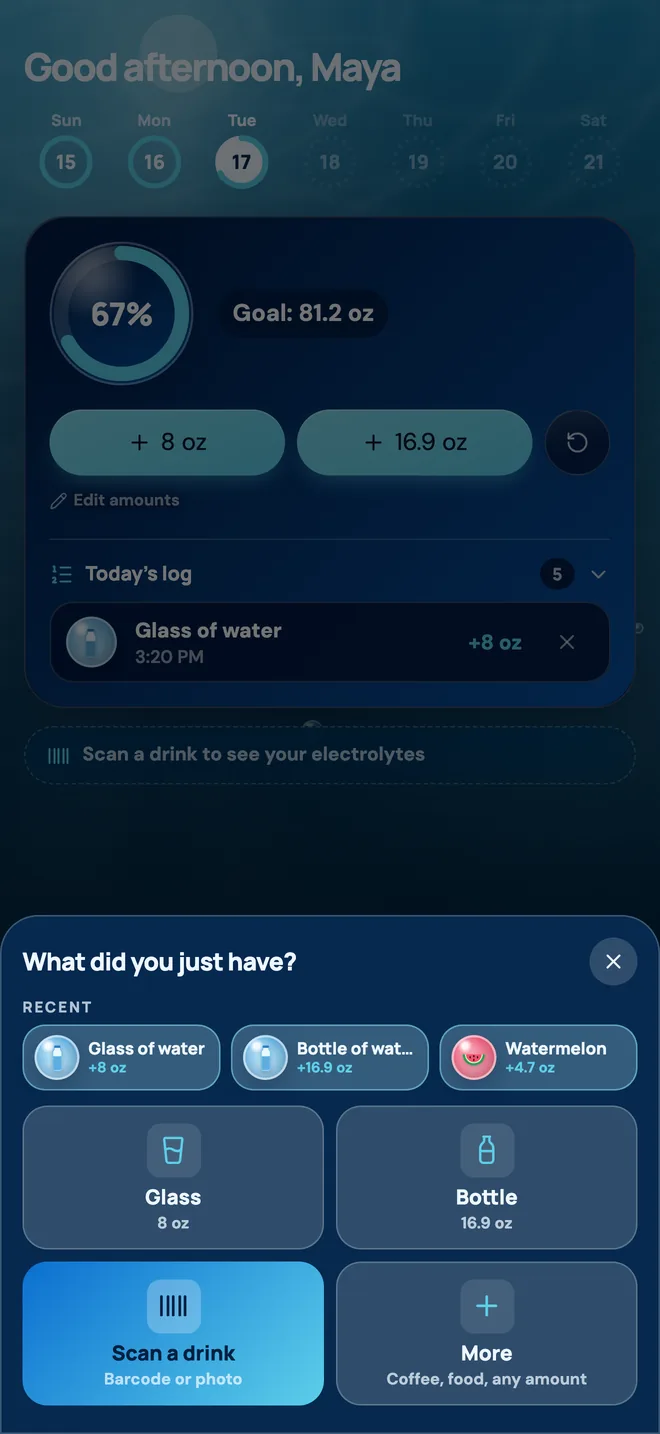 Good afternoon, Maya
Sun Mon Tue Wed Thu Fri Sat
15 16 17 18 19 20 21
67%
Goal: 81.2 oz
+ 8 oz
+ 16.9 oz
Edit amounts
Today's log
5
Glass of water
3:20 PM
+8 oz
Scan a drink to see your electrolytes
What did you just have?
RECENT
Glass of water
+8 oz
Bottle of wat...
+16.9 oz
Watermelon
+4.7 oz
Glass
8 oz
Bottle
16.9 oz
Scan a drink
Barcode or photo
More
Coffee, food, any amount